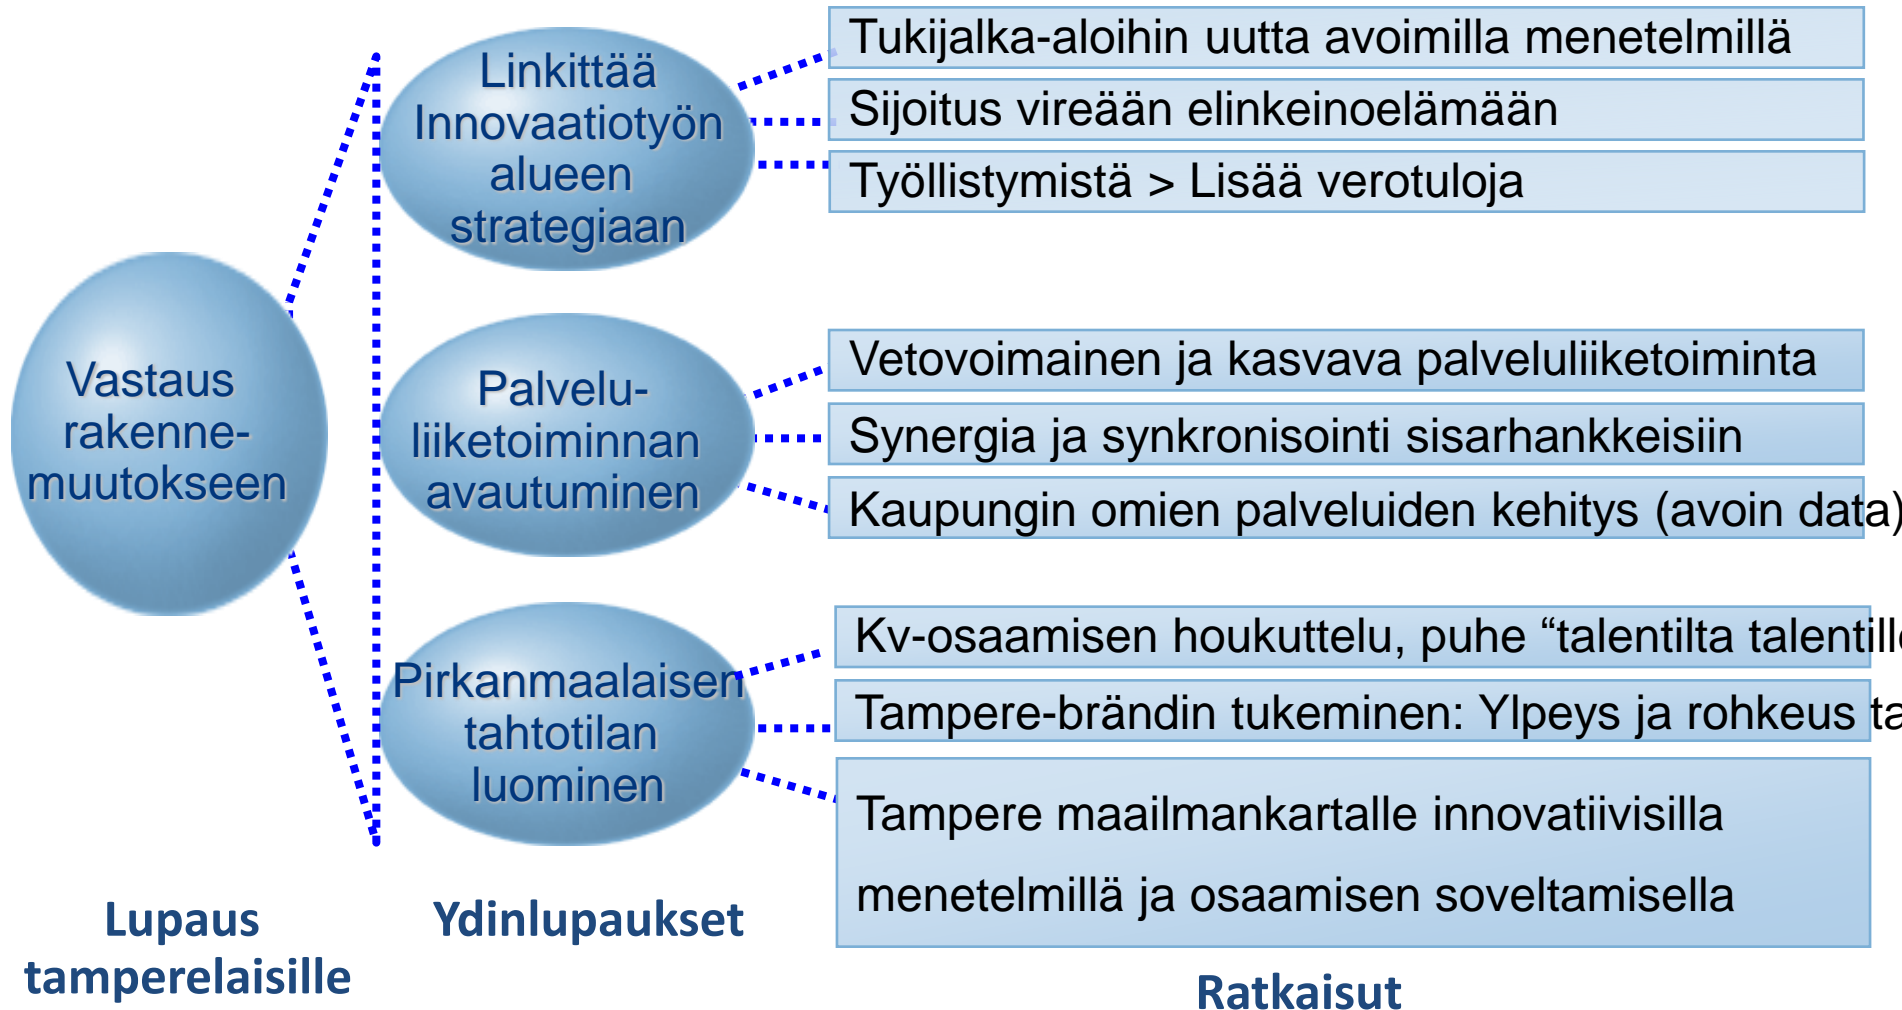 Vastaus
rakenne-
muutokseen
Lupaus
tamperelaisille
Linkittää
Innovaatiotyön
alueen
strategiaan
Palvelu-
liiketoiminnan
avautuminen
Pirkanmaalaisen
tahtotilan
luominen
Ydinlupaukset
Tukijalka-aloihin uutta avoimilla menetelmillä
Sijoitus vireään elinkeinoelämään
Työllistymistä > Lisää verotuloja
Vetovoimainen ja kasvava palveluliiketoiminta
Synergia ja synkronisointi sisarhankkeisiin
Kaupungin omien palveluiden kehitys (avoin data)
Kv-osaamisen houkuttelu, puhe “talentilta
Tampere-brändin tukeminen: Ylpeys ja rohkeus
Tampere maailmankartalle innovatiivisilla
menetelmillä ja osaamisen soveltamisella
Ratkaisut